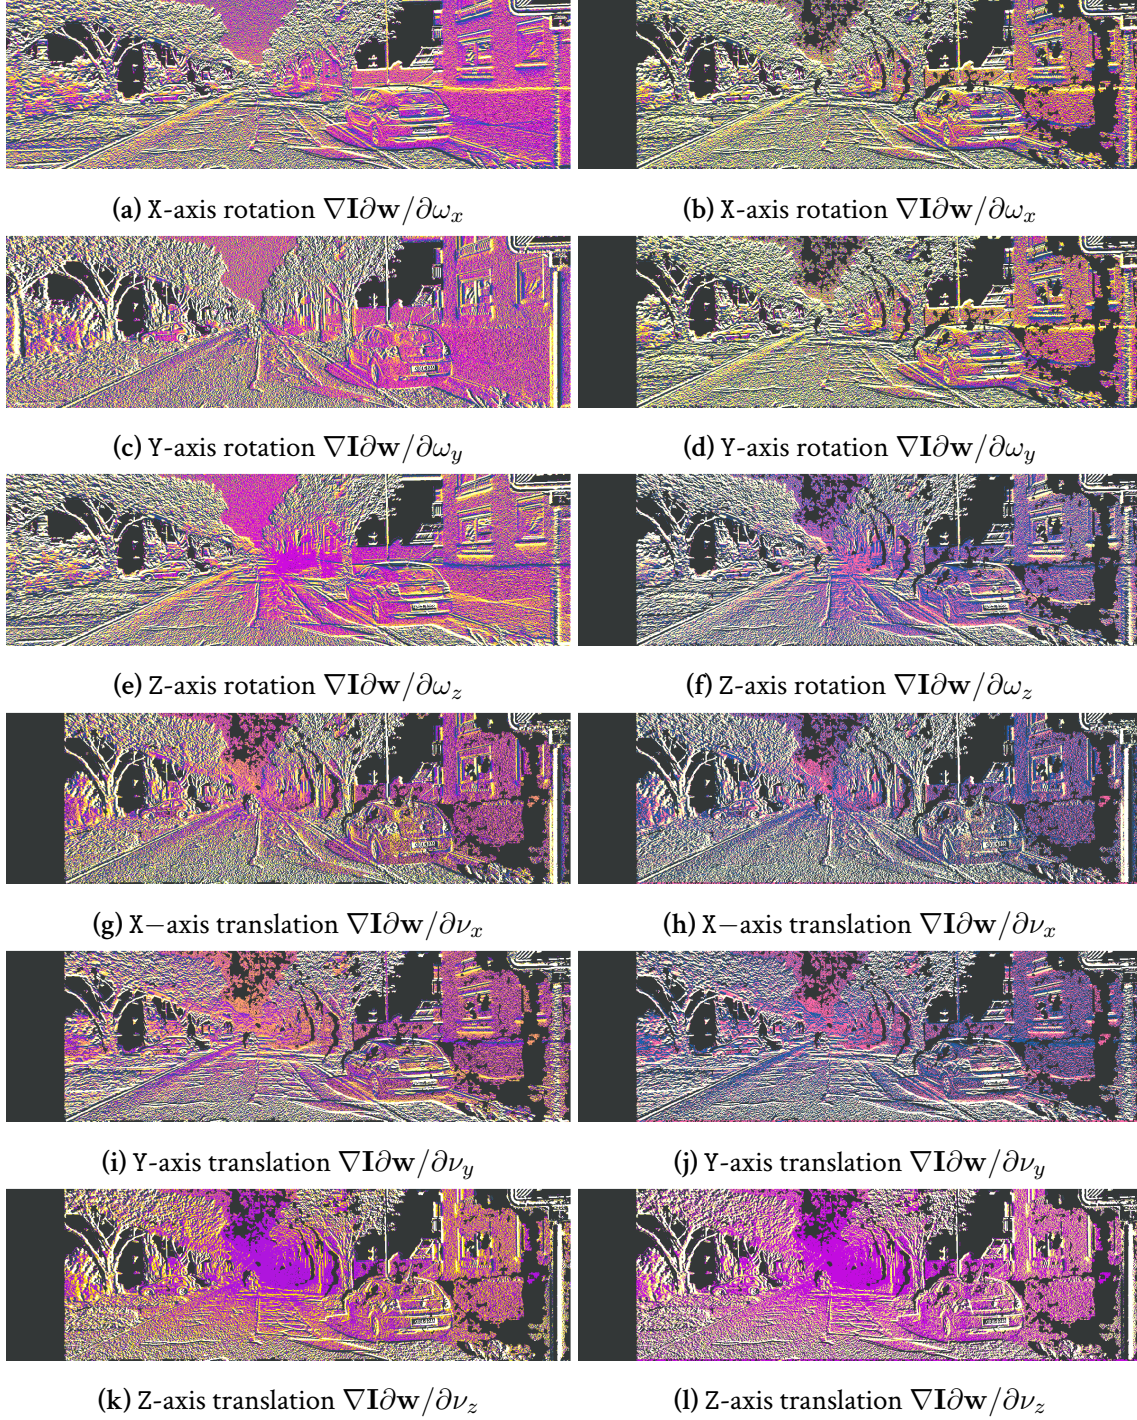 (a) X-axis rotation ∇I∂w/∂ω_x
(b) X-axis rotation ∇I∂w/∂ω_x
(c) Y-axis rotation ∇I∂w/∂ω_y
(d) Y-axis rotation ∇I∂w/∂ω_y
(e) Z-axis rotation ∇I∂w/∂ω_z
(f) Z-axis rotation ∇I∂w/∂ω_z
(g) X−axis translation ∇I∂w/∂ν_x
(h) X−axis translation ∇I∂w/∂ν_x
(i) Y-axis translation ∇I∂w/∂ν_y
(j) Y-axis translation ∇I∂w/∂ν_y
(k) Z-axis translation ∇I∂w/∂ν_z
(l) Z-axis translation ∇I∂w/∂ν_z